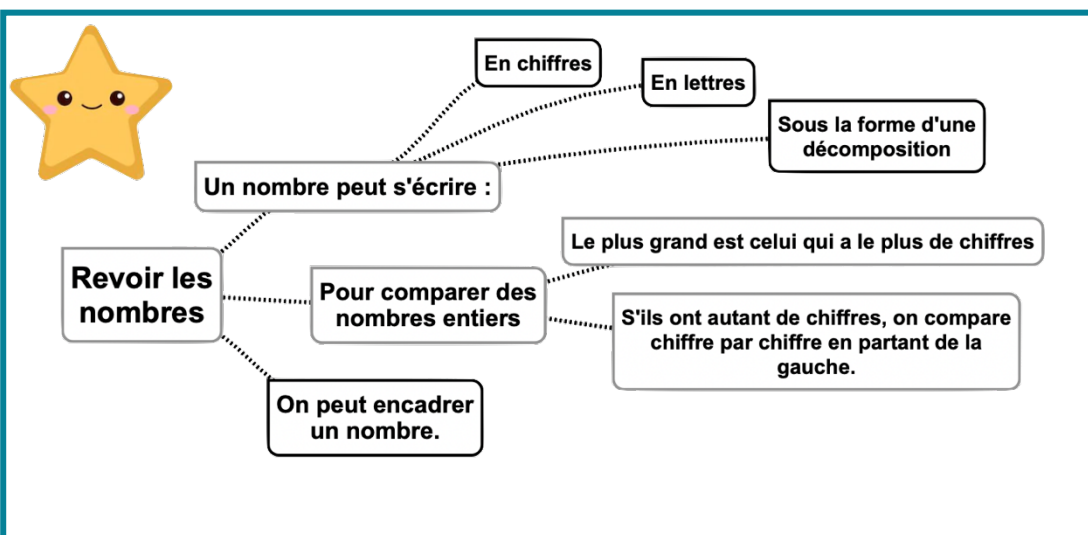 En chiffres
En lettres
Sous la forme d'une
décomposition
Un nombre peut s'écrire :
Le plus grand est celui qui a le plus de chiffres
Revoir les
nombres
Pour comparer des
nombres entiers
S'ils ont autant de chiffres, on compare
chiffre par chiffre en partant de la
gauche.
On peut encadrer
un nombre.